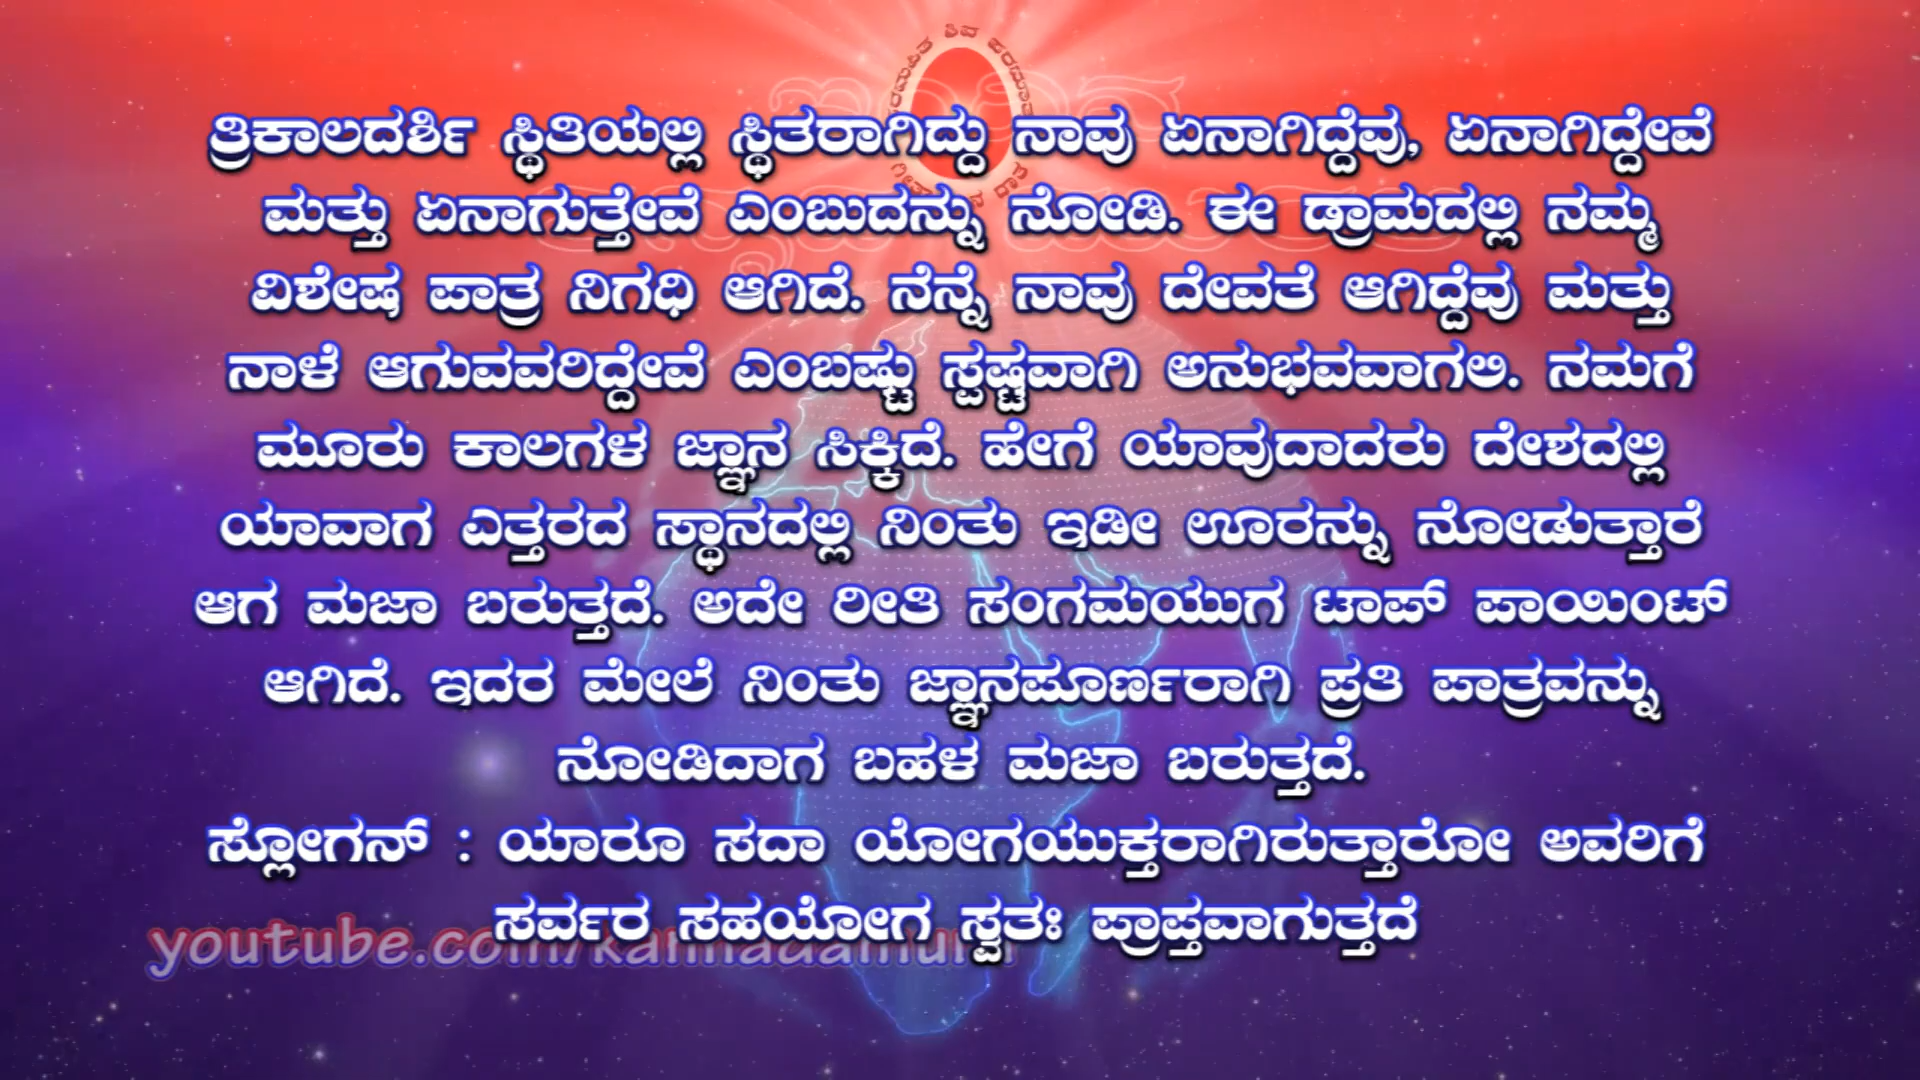 ತ್ರಿಕಾಲದರ್ಶಿ ಸ್ಥಿತಿಯಲ್ಲಿ ಸ್ಥಿತರಾಗಿದ್ದು ನಾವು ಏನಾಗಿದ್ದೆವು, ಏನಾಗಿದ್ದೇವೆ
ಮತ್ತು ಏನಾಗುತ್ತೇವೆ ಎಂಬುದನ್ನು ನೋಡಿ. ಈ ಡ್ರಾಮದಲ್ಲಿ ನಮ್ಮ
ವಿಶೇಷ ಪಾತ್ರ ನಿಗಧಿ ಆಗಿದೆ. ನೆನ್ನೆ ನಾವು ದೇವತೆ ಆಗಿದ್ದೆವು ಮತ್ತು
ನಾಳೆ ಆಗುವವರಿದ್ದೇವೆ ಎಂಬಷ್ಟು ಸ್ಪಷ್ಟವಾಗಿ ಅನುಭವವಾಗಲಿ. ನಮಗೆ
ಮೂರು ಕಾಲಗಳ ಜ್ಞಾನ ಸಿಕ್ಕಿದೆ. ಹೇಗೆ ಯಾವುದಾದರು ದೇಶದಲ್ಲಿ
ಯಾವಾಗ ಎತ್ತರದ ಸ್ಥಾನದಲ್ಲಿ ನಿಂತು ಇಡೀ ಊರನ್ನು ನೋಡುತ್ತಾರೆ
ಆಗ ಮಜಾ ಬರುತ್ತದೆ. ಅದೇ ರೀತಿ ಸಂಗಮಯುಗ ಟಾಪ್ ಪಾಯಿಂಟ್
ಆಗಿದೆ. ಇದರ ಮೇಲೆ ನಿಂತು ಜ್ಞಾನಪೂರ್ಣರಾಗಿ ಪ್ರತಿ ಪಾತ್ರವನ್ನು
ನೋಡಿದಾಗ ಬಹಳ ಮಜಾ ಬರುತ್ತದೆ.
ಸ್ಲೋಗನ್ : ಯಾರೂ ಸದಾ ಯೋಗಯುಕ್ತರಾಗಿರುತ್ತಾರೋ ಅವರಿಗೆ
ಸರ್ವರ ಸಹಯೋಗ ಸ್ವತಃ ಪ್ರಾಪ್ತವಾಗುತ್ತದೆ
youtube.com/kannadamurli